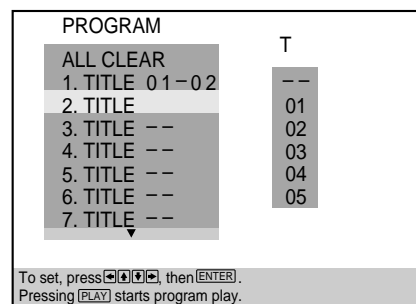 PROGRAM
T
ALL CLEAR
1. TITLE 01–02
2. TITLE
3. TITLE – –
4. TITLE – –
5. TITLE – –
6. TITLE – –
7. TITLE – –
– –
01
02
03
04
05
To set, press ←↑↓→, then ENTER.
Pressing PLAY starts program play.